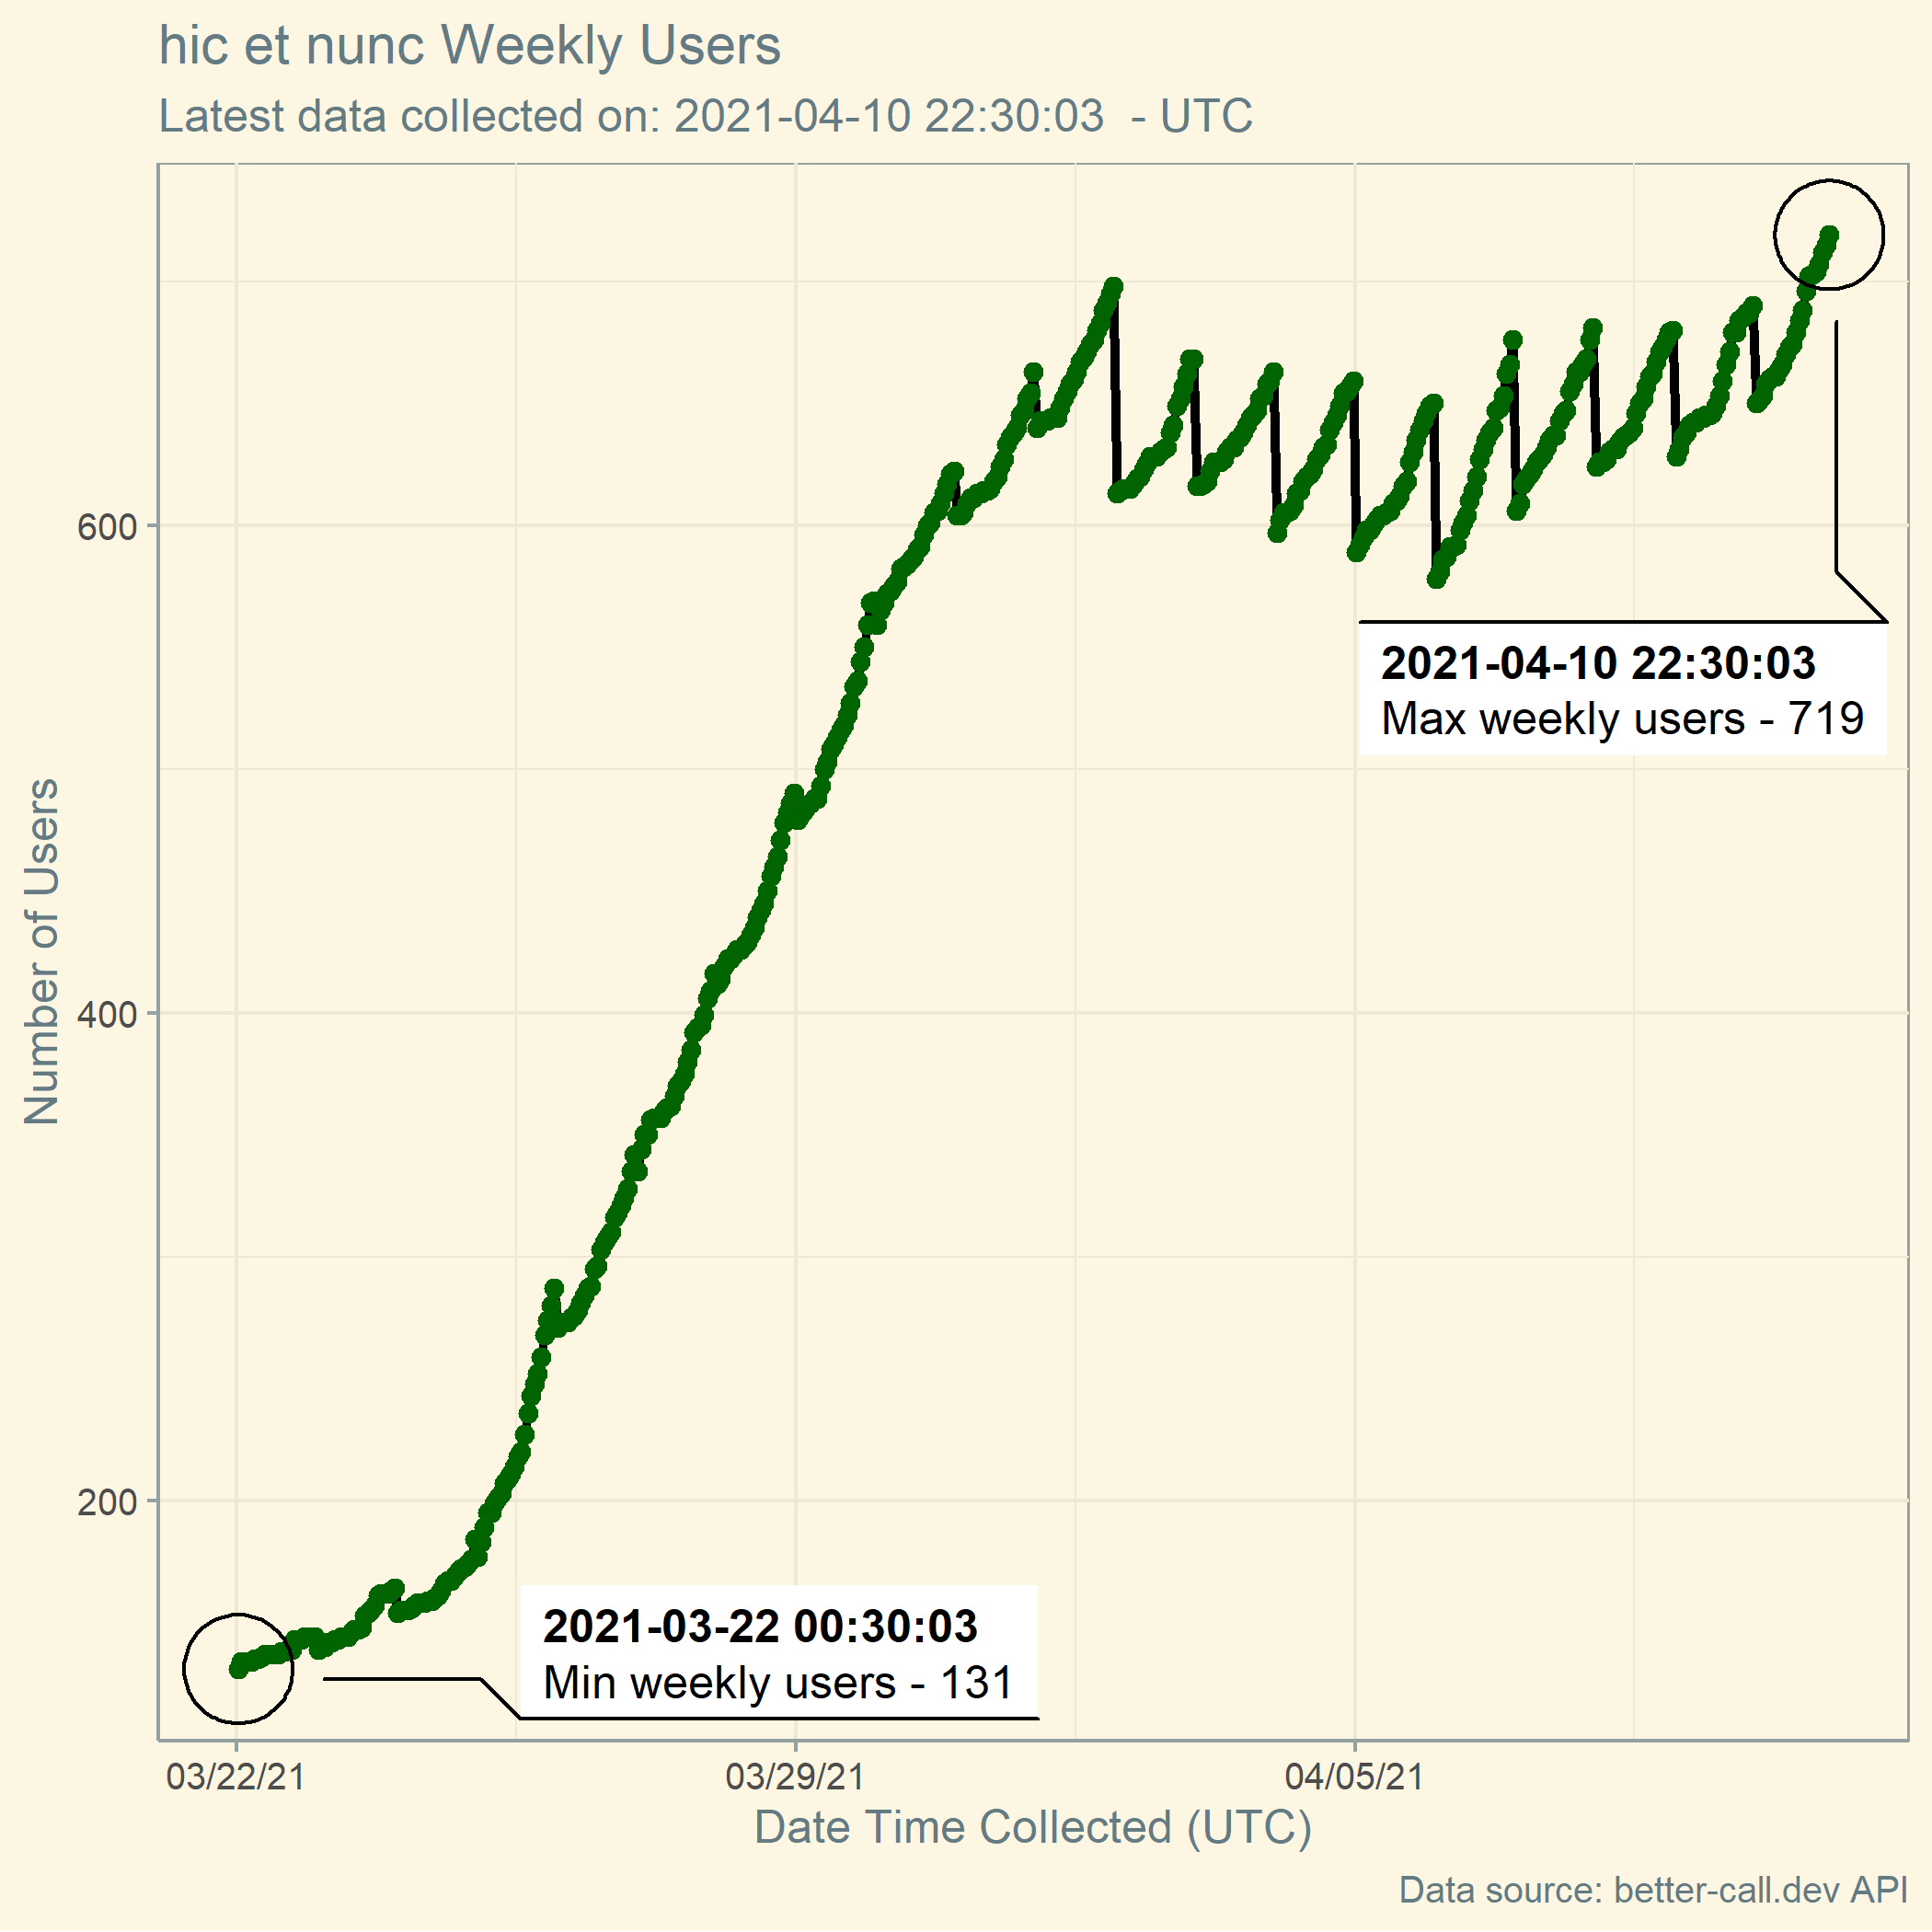 hic et nunc Weekly Users
Latest data collected on: 2021-04-10 22:30:03  - UTC
Number of Users
600
400
200
2021-04-10 22:30:03
Max weekly users - 719
2021-03-22 00:30:03
Min weekly users - 131
03/22/21
03/29/21
04/05/21
Date Time Collected (UTC)
Data source: better-call.dev API